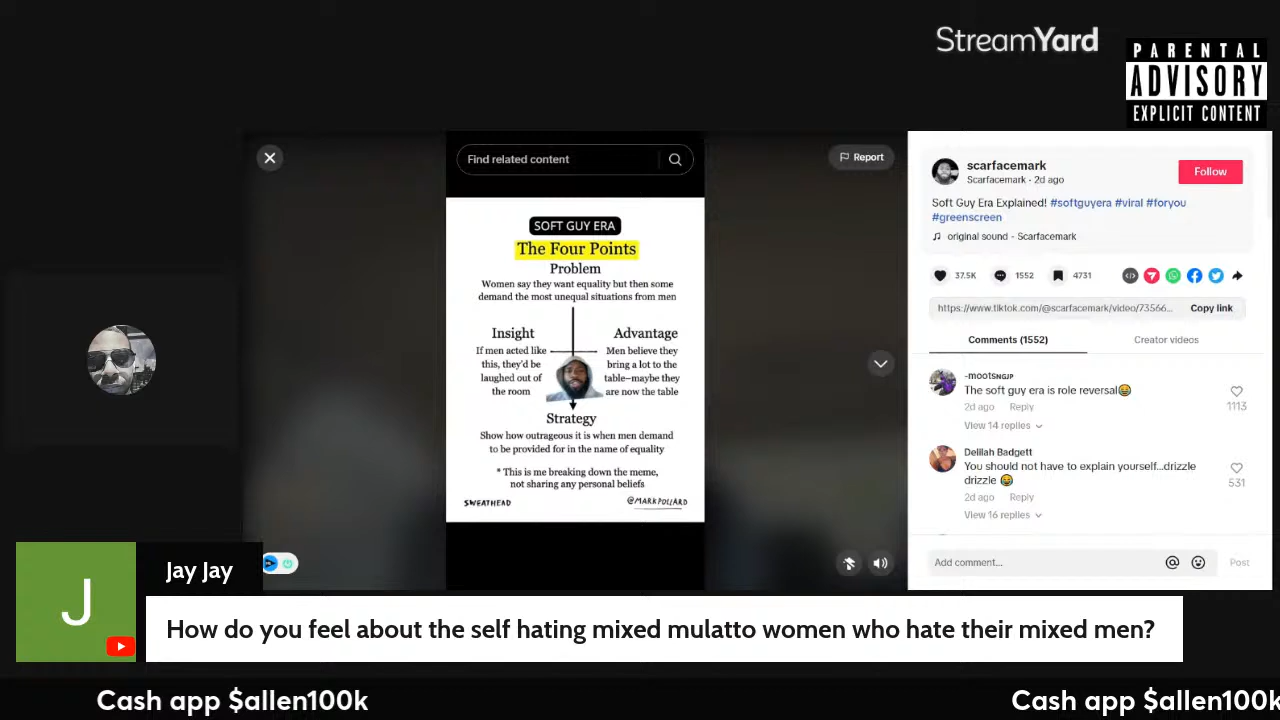 StreamYard
PARENTAL
ADVISORY
EXPLICIT CONTENT
Find related content
Report
SOFT GUY ERA
The Four Points
Problem
Women say they want equality but then some
demand the most unequal situations from men
Insight
If men acted like
this, they'd be
laughed out of
the room
Advantage
Men believe they
bring a lot to the
table—maybe they
are now the table
Strategy
Show how outrageous it is when men demand
to be provided for in the name of equality
* This is me breaking down the meme,
not sharing any personal beliefs
SWEATHEAD
@MARKPOLLARD
scarfacemark
Scarfacemark · 2d ago
Follow
Soft Guy Era Explained! #softguyera #viral #foryou
#greenscreen
original sound - Scarfacemark
37.5K
1552
4731
https://www.tiktok.com/@scarfacemark/video/73566...
Copy link
Comments (1552)
Creator videos
-mootsɴɢᴊᴘ
The soft guy era is role reversal😂
1113
2d ago Reply
View 14 replies
Delilah Badgett
You should not have to explain yourself...drizzle
drizzle 😂
531
2d ago Reply
View 16 replies
Add comment...
Post
J
Jay Jay
How do you feel about the self hating mixed mulatto women who hate their mixed men?
Cash app $allen100k
Cash app $allen100k